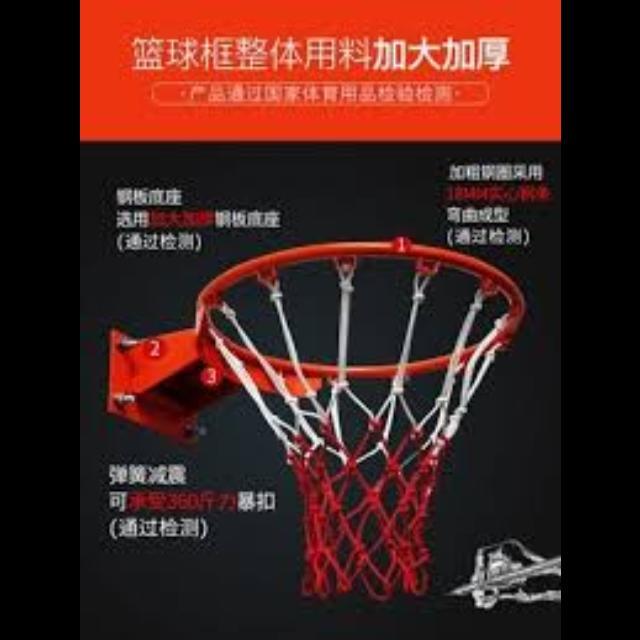 篮球框整体用料加大加厚
·产品通过国家体育用品检验检测·
钢板底座
选用加大加厚钢板底座
(通过检测)
加粗钢圈采用
18MM实心钢条
弯曲成型
(通过检测)
1
2
3
弹簧减震
可承受360斤力暴扣
(通过检测)